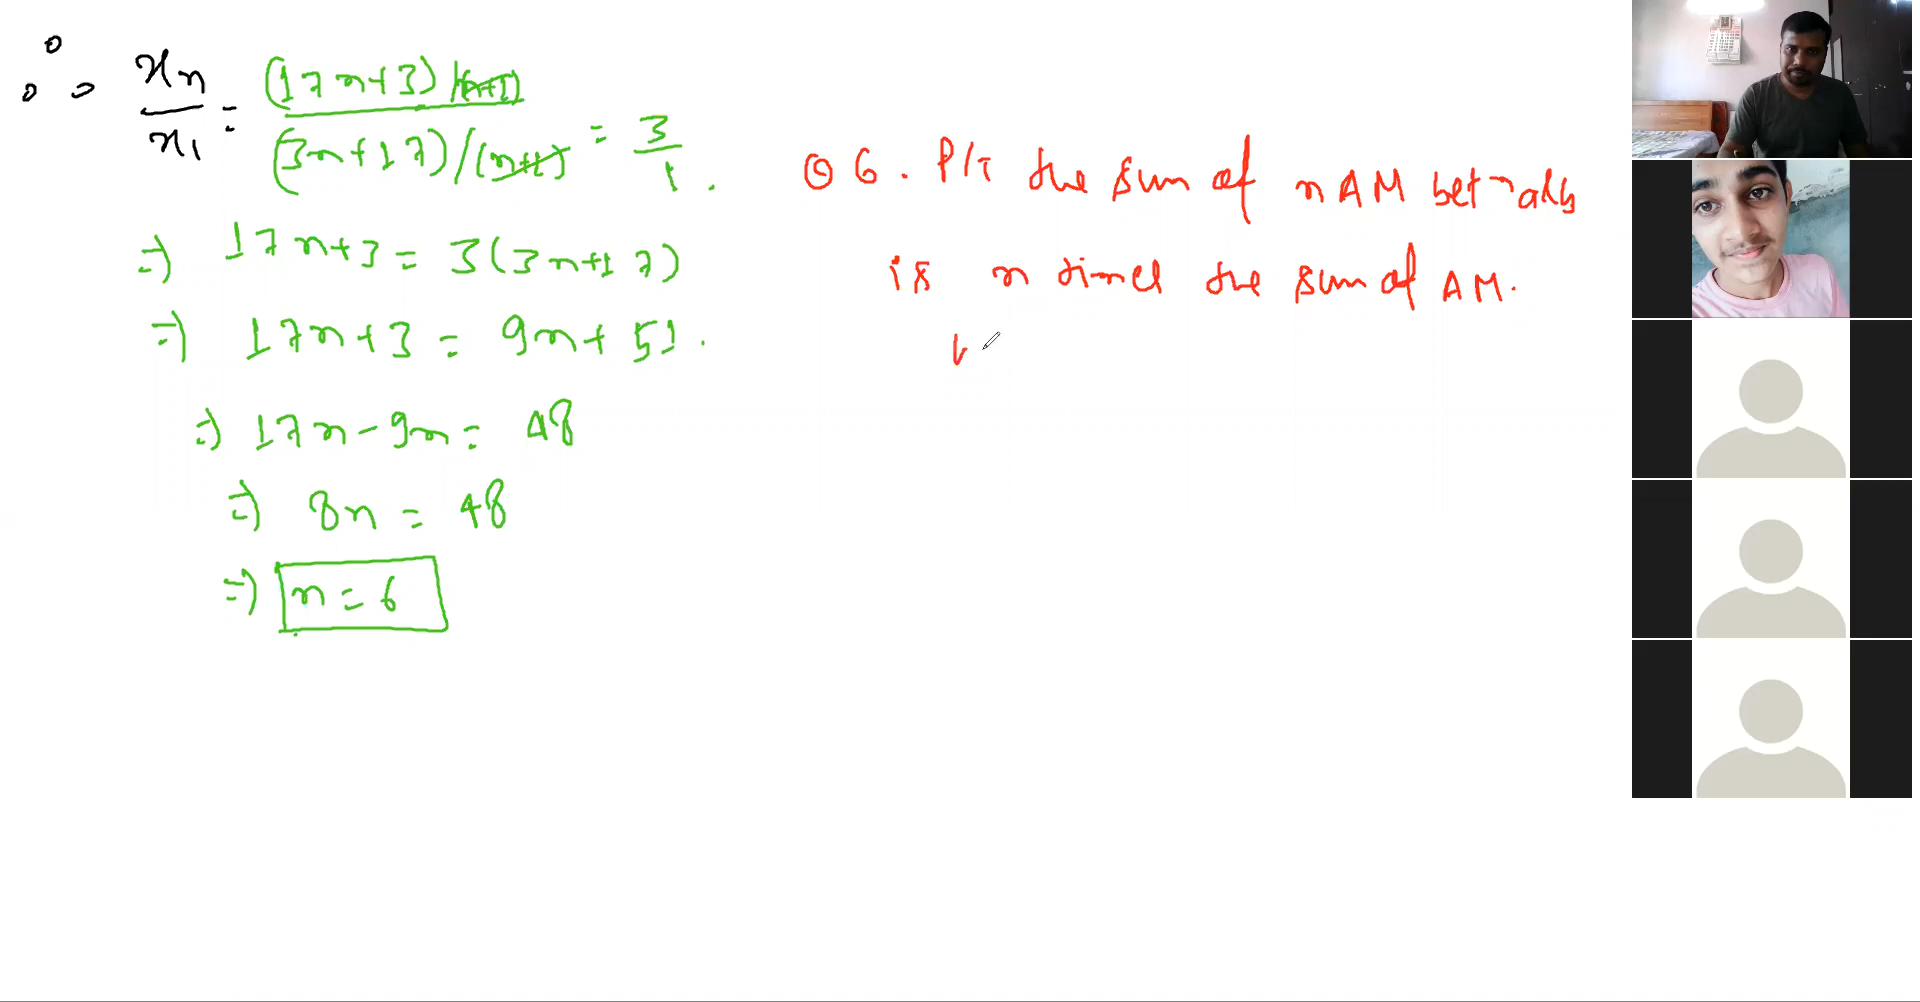 ∴ xn/x1 = (17n+3)/(n+1) / (3n+17)/(n+1) = 3/1.
⇒ 17n+3 = 3(3n+17)
⇒ 17n+3 = 9n+51.
⇒ 17n-9n = 48
⇒ 8n = 48
⇒ n=6
Q 6. P/T the sum of n AM bet n a & b
is n times the sum of AM.